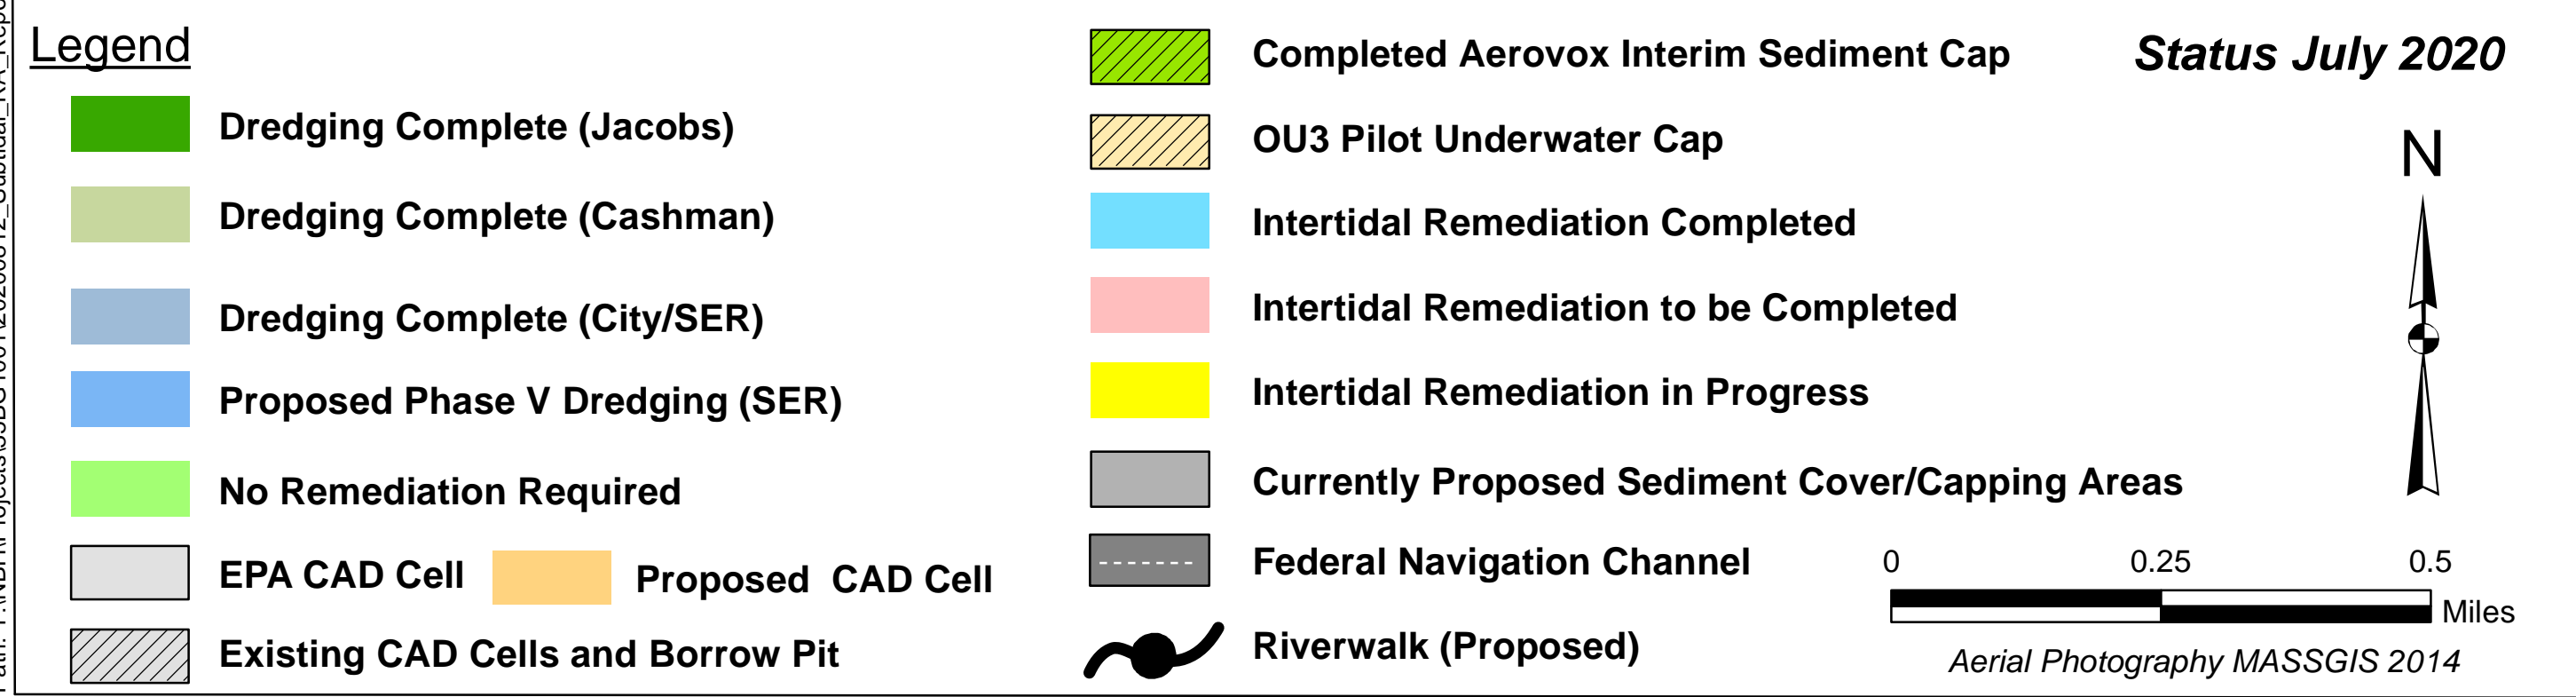 Legend
Dredging Complete (Jacobs)
Dredging Complete (Cashman)
Dredging Complete (City/SER)
Proposed Phase V Dredging (SER)
No Remediation Required
EPA CAD Cell
Proposed CAD Cell
Existing CAD Cells and Borrow Pit
Completed Aerovox Interim Sediment Cap
OU3 Pilot Underwater Cap
Intertidal Remediation Completed
Intertidal Remediation to be Completed
Intertidal Remediation in Progress
Currently Proposed Sediment Cover/Capping Areas
Federal Navigation Channel
Riverwalk (Proposed)
Status July 2020
N
0 0.25 0.5
Miles
Aerial Photography MASSGIS 2014